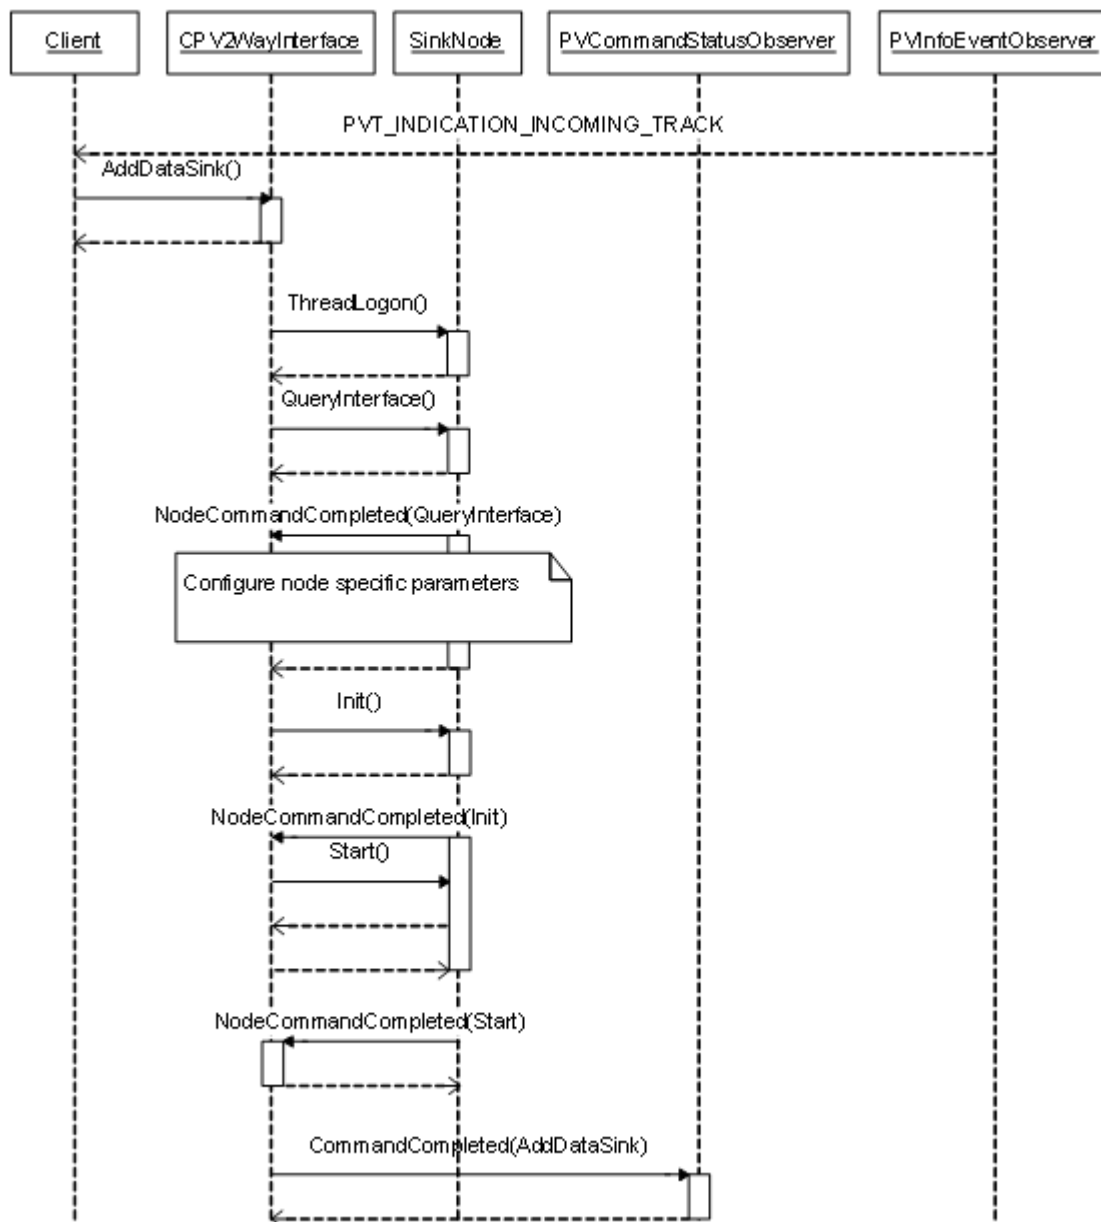 Client
CPV2WayInterface
SinkNode
PVCommandStatusObserver
PVInfoEventObserver
PVT_INDICATION_INCOMING_TRACK
AddDataSink()
ThreadLogon()
QueryInterface()
NodeCommandCompleted(QueryInterface)
Configure node specific parameters
Init()
NodeCommandCompleted(Init)
Start()
NodeCommandCompleted(Start)
CommandCompleted(AddDataSink)